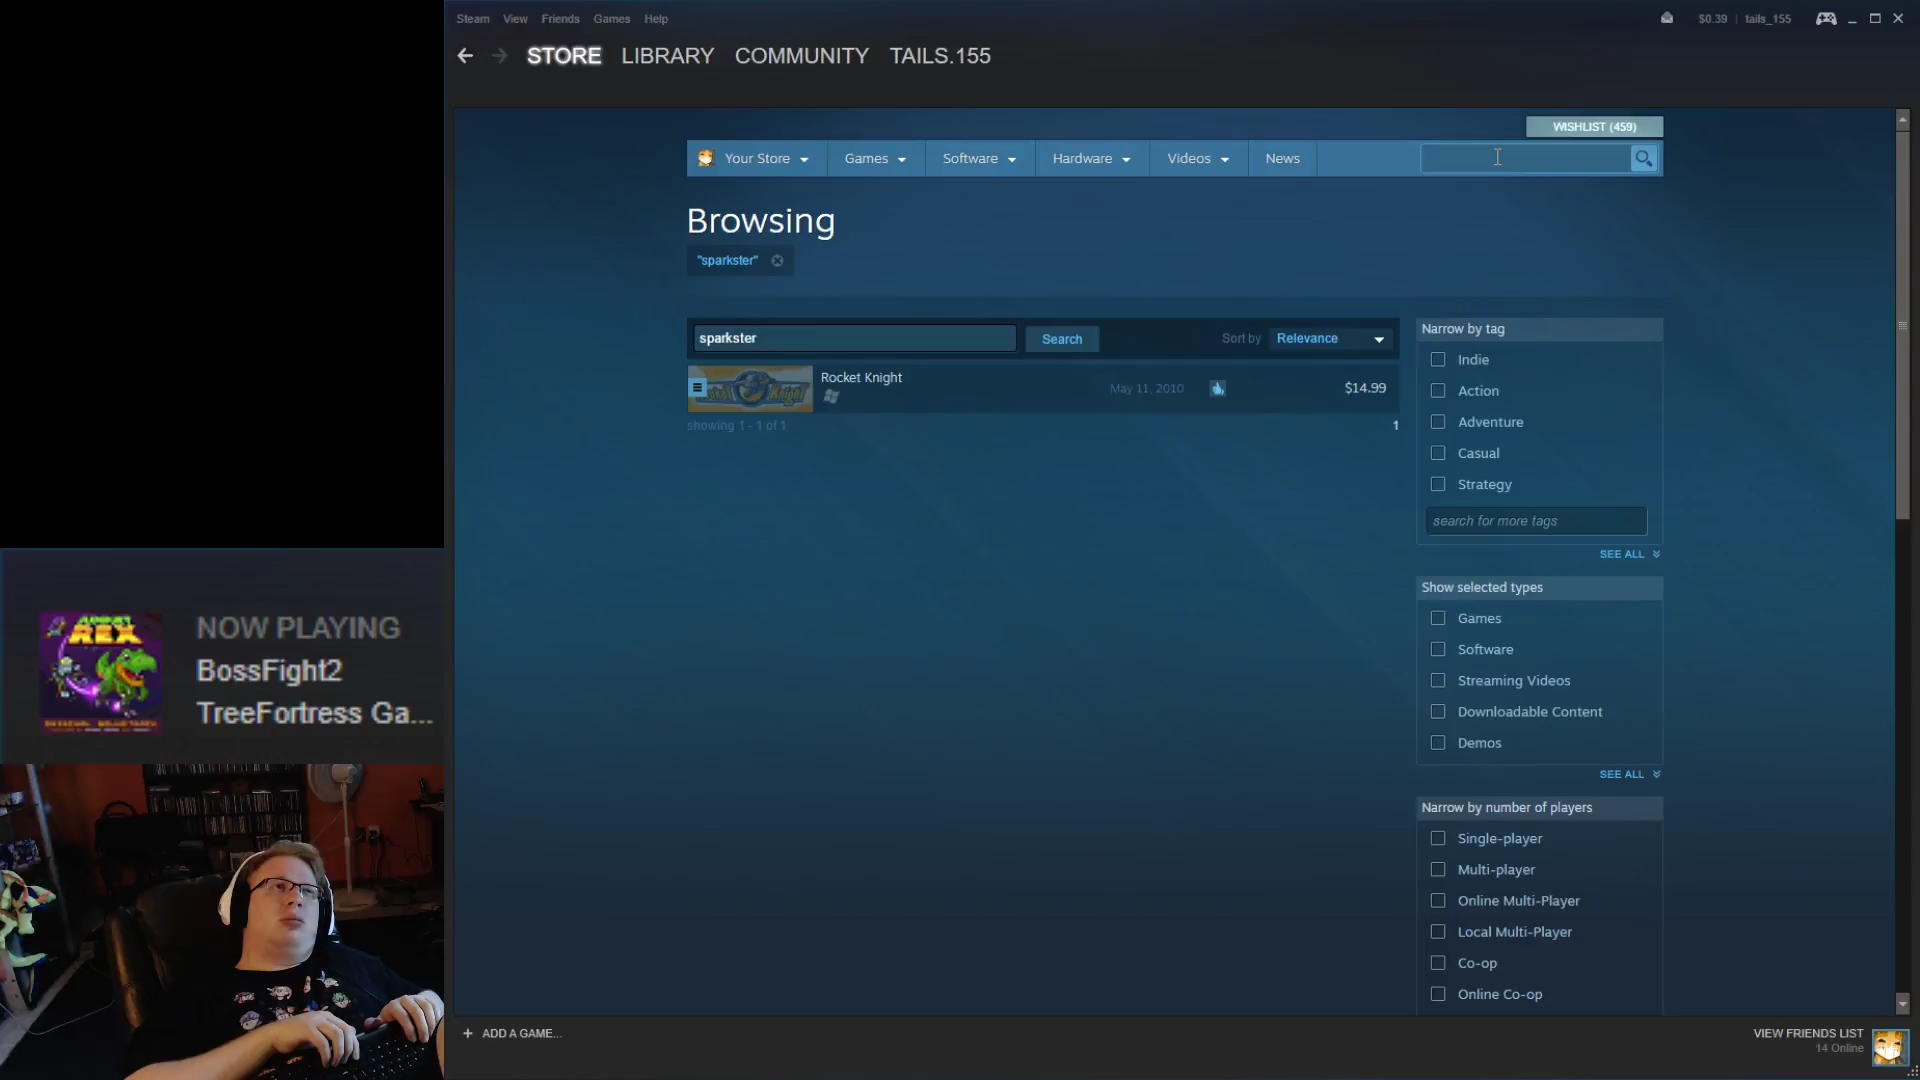 Steam View Friends Games Help
$0.39 | tails_155
STORE LIBRARY COMMUNITY TAILS.155
WISHLIST (459)
Your Store Games Software Hardware Videos News
Browsing
"sparkster"
sparkster
Search
Sort by Relevance
Rocket Knight
May 11, 2010
$14.99
showing 1 - 1 of 1
1
Narrow by tag
Indie
Action
Adventure
Casual
Strategy
search for more tags
SEE ALL
Show selected types
Games
Software
Streaming Videos
Downloadable Content
Demos
SEE ALL
Narrow by number of players
Single-player
Multi-player
Online Multi-Player
Local Multi-Player
Co-op
Online Co-op
NOW PLAYING
BossFight2
TreeFortress Ga...
REX
+ ADD A GAME...
VIEW FRIENDS LIST
14 Online